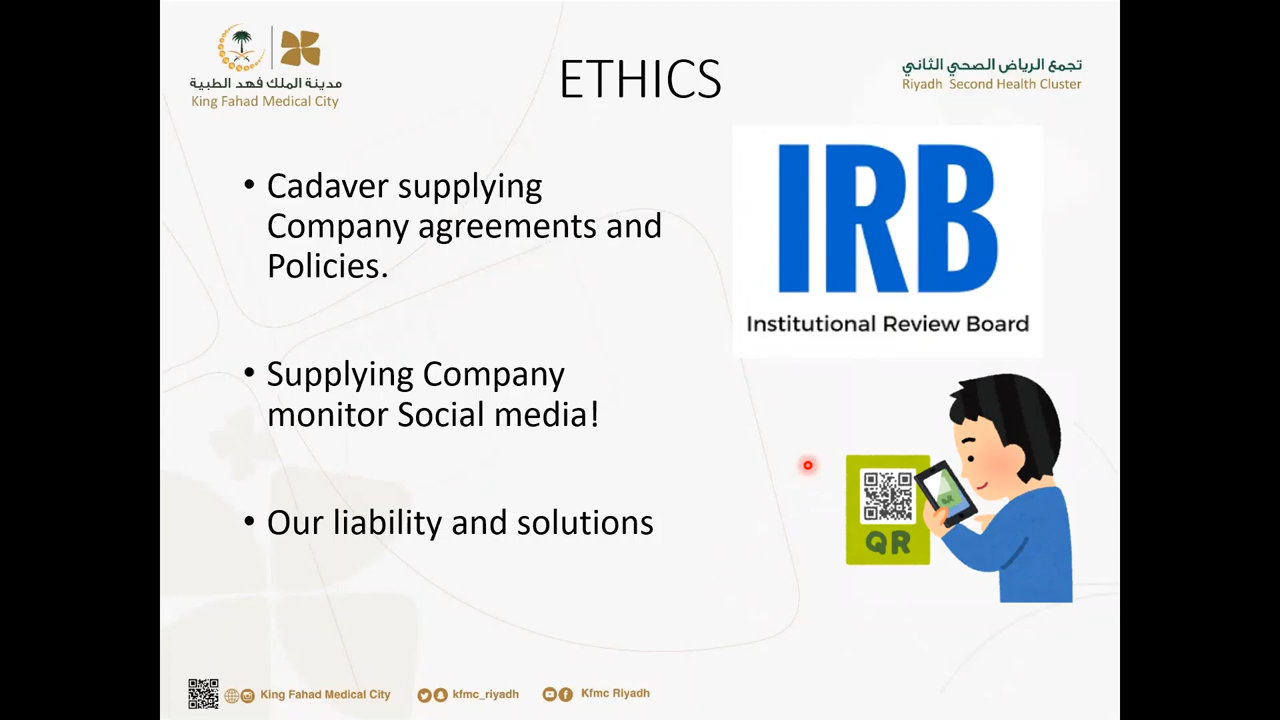 مدينة الملك فهد الطبية
King Fahad Medical City
ETHICS
تجمع الرياض الصحي الثاني
Riyadh Second Health Cluster
• Cadaver supplying
Company agreements and
Policies.
• Supplying Company
monitor Social media!
• Our liability and solutions
IRB
Institutional Review Board
QR
King Fahad Medical City
kfmc_riyadh
Kfmc Riyadh